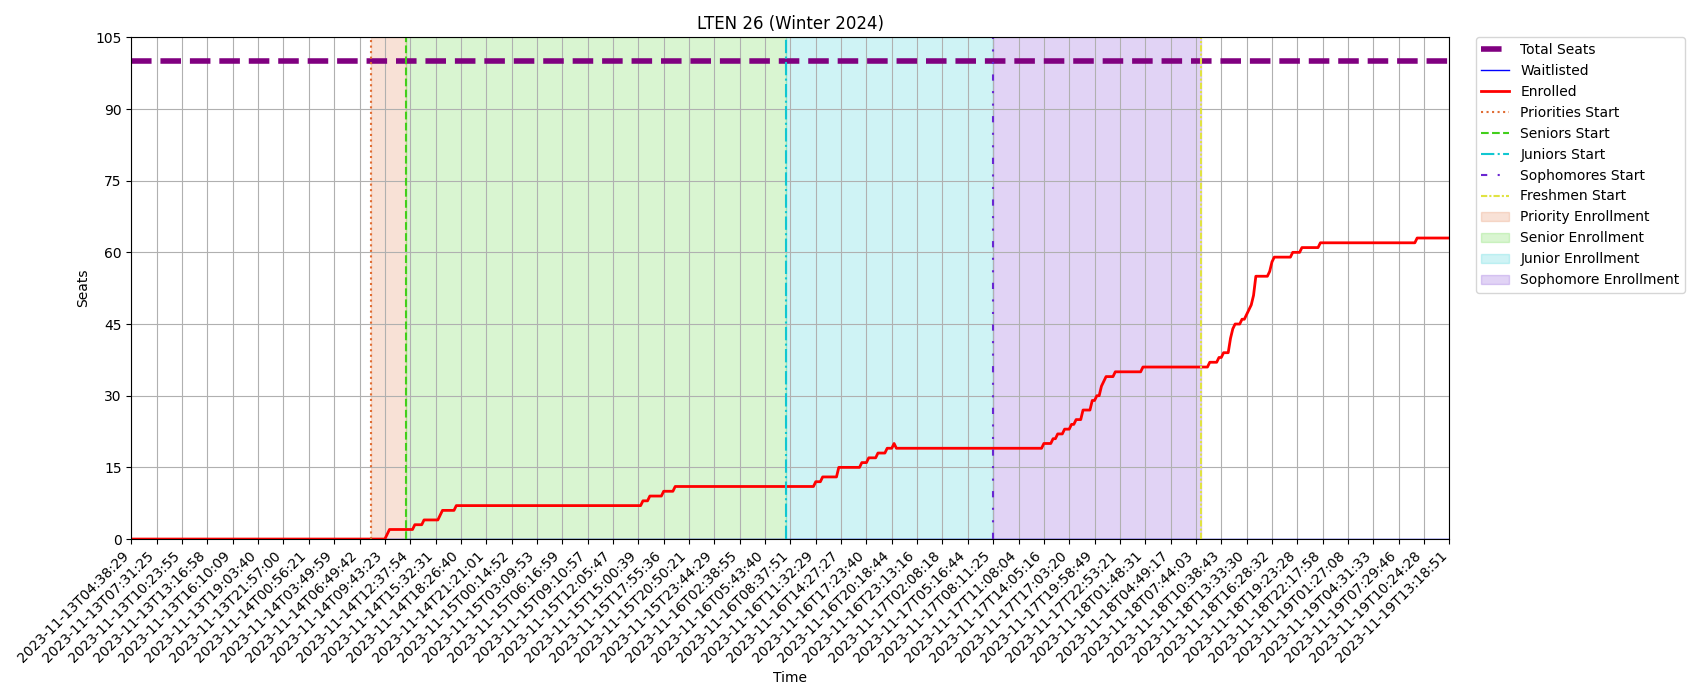 LTEN 26 (Winter 2024)
105
90
75
60
45
30
15
0
Seats
2023-11-13T04:38:29
2023-11-13T07:31:25
2023-11-13T10:23:55
2023-11-13T13:16:58
2023-11-13T16:10:09
2023-11-13T19:03:40
2023-11-13T21:57:00
2023-11-14T00:56:21
2023-11-14T03:49:59
2023-11-14T06:49:42
2023-11-14T09:43:23
2023-11-14T12:37:54
2023-11-14T15:32:31
2023-11-14T18:26:40
2023-11-14T21:21:01
2023-11-15T00:14:52
2023-11-15T03:09:53
2023-11-15T06:16:59
2023-11-15T09:10:57
2023-11-15T12:05:47
2023-11-15T15:00:39
2023-11-15T17:55:36
2023-11-15T20:50:21
2023-11-15T23:44:29
2023-11-16T02:38:55
2023-11-16T05:43:40
2023-11-16T08:37:51
2023-11-16T11:32:29
2023-11-16T14:27:27
2023-11-16T17:23:40
2023-11-16T20:18:44
2023-11-16T23:13:16
2023-11-17T02:08:18
2023-11-17T05:16:44
2023-11-17T08:11:25
2023-11-17T11:08:04
2023-11-17T14:05:16
2023-11-17T17:03:20
2023-11-17T19:58:49
2023-11-17T22:53:21
2023-11-18T01:48:31
2023-11-18T04:49:17
2023-11-18T07:44:03
2023-11-18T10:38:43
2023-11-18T13:33:30
2023-11-18T16:28:32
2023-11-18T19:23:28
2023-11-18T22:17:58
2023-11-19T01:27:08
2023-11-19T04:31:33
2023-11-19T07:29:46
2023-11-19T10:24:28
2023-11-19T13:18:51
Time
Total Seats
Waitlisted
Enrolled
Priorities Start
Seniors Start
Juniors Start
Sophomores Start
Freshmen Start
Priority Enrollment
Senior Enrollment
Junior Enrollment
Sophomore Enrollment